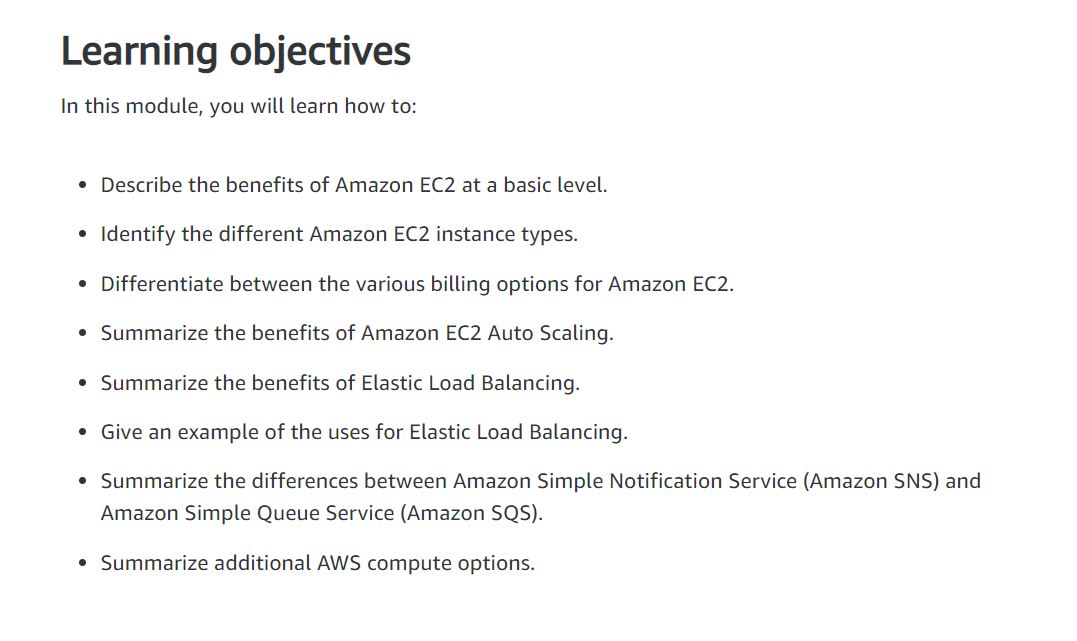 Learning objectives
In this module, you will learn how to:
• Describe the benefits of Amazon EC2 at a basic level.
• Identify the different Amazon EC2 instance types.
• Differentiate between the various billing options for Amazon EC2.
• Summarize the benefits of Amazon EC2 Auto Scaling.
• Summarize the benefits of Elastic Load Balancing.
• Give an example of the uses for Elastic Load Balancing.
• Summarize the differences between Amazon Simple Notification Service (Amazon SNS) and
Amazon Simple Queue Service (Amazon SQS).
• Summarize additional AWS compute options.